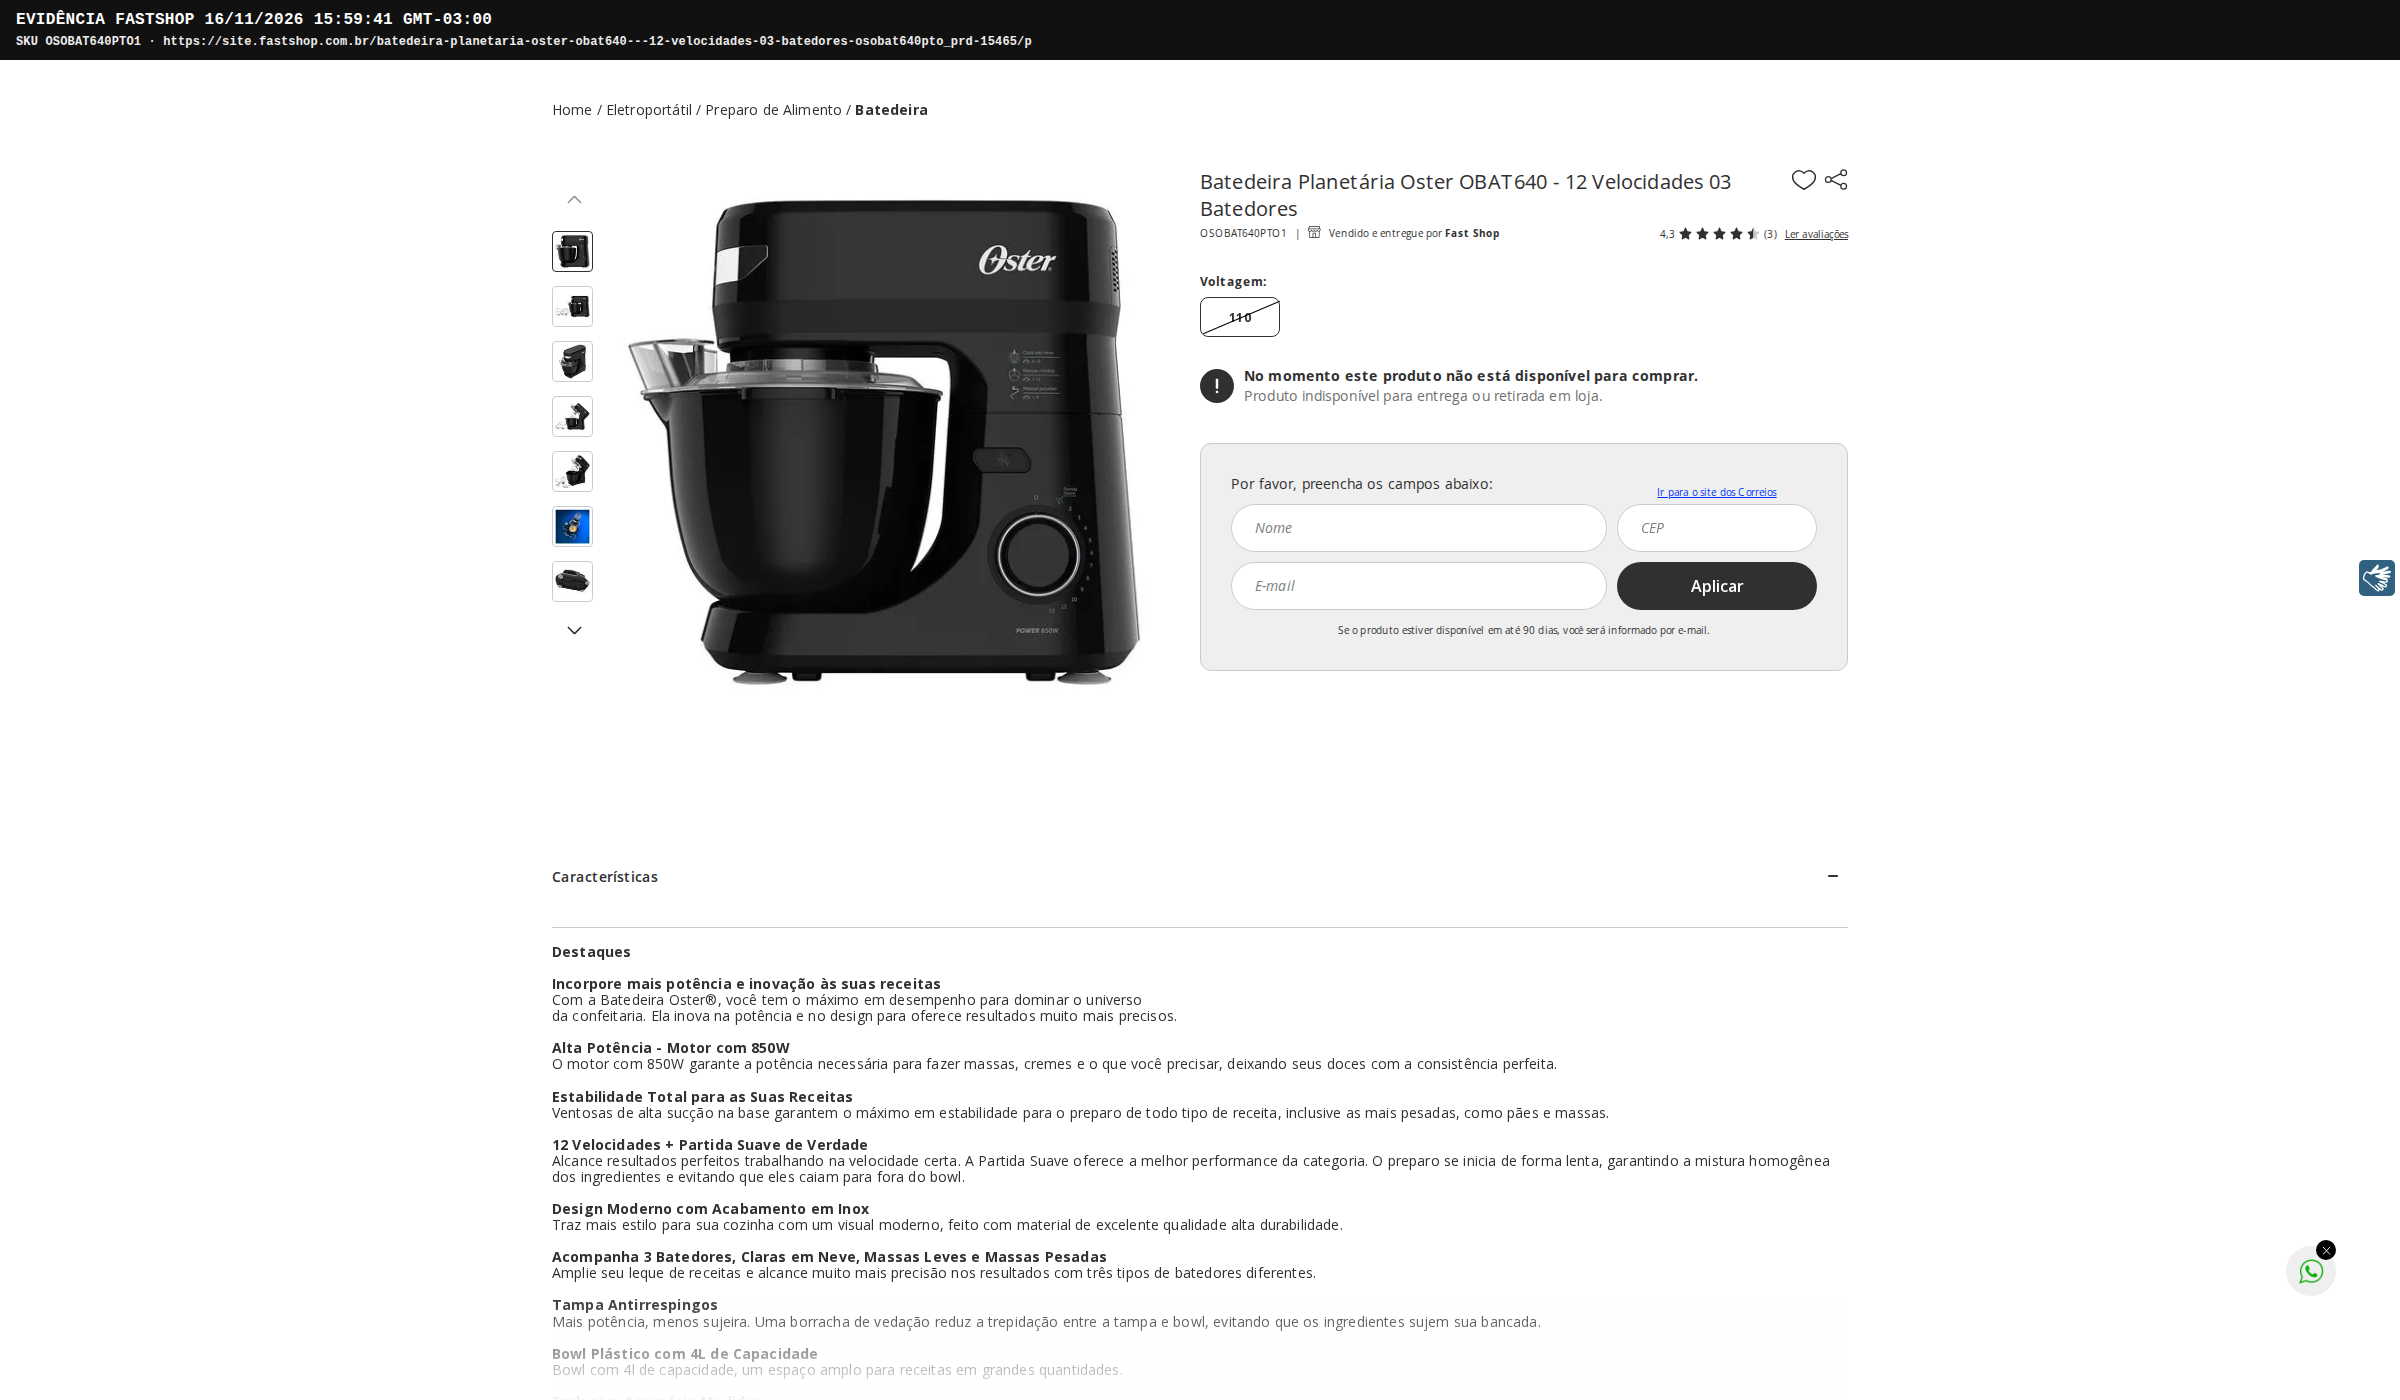 EVIDÊNCIA FASTSHOP 16/11/2026 15:59:41 GMT-03:00
SKU OSOBAT640PTO1 · https://site.fastshop.com.br/batedeira-planetaria-oster-obat640---12-velocidades-03-batedores-osobat640pto_prd-15465/p
Home / Eletroportátil / Preparo de Alimento / Batedeira
Oster
POWER 850W
Batedeira Planetária Oster OBAT640 - 12 Velocidades 03
Batedores
OSOBAT640PTO1 | Vendido e entregue por Fast Shop
4,3 (3) Ler avaliações
Voltagem:
110
No momento este produto não está disponível para comprar.
Produto indisponível para entrega ou retirada em loja.
Por favor, preencha os campos abaixo:
Ir para o site dos Correios
Nome
CEP
E-mail
Aplicar
Se o produto estiver disponível em até 90 dias, você será informado por e-mail.
Características
Destaques
Incorpore mais potência e inovação às suas receitas
Com a Batedeira Oster®, você tem o máximo em desempenho para dominar o universo
da confeitaria. Ela inova na potência e no design para oferece resultados muito mais precisos.
Alta Potência - Motor com 850W
O motor com 850W garante a potência necessária para fazer massas, cremes e o que você precisar, deixando seus doces com a consistência perfeita.
Estabilidade Total para as Suas Receitas
Ventosas de alta sucção na base garantem o máximo em estabilidade para o preparo de todo tipo de receita, inclusive as mais pesadas, como pães e massas.
12 Velocidades + Partida Suave de Verdade
Alcance resultados perfeitos trabalhando na velocidade certa. A Partida Suave oferece a melhor performance da categoria. O preparo se inicia de forma lenta, garantindo a mistura homogênea
dos ingredientes e evitando que eles caiam para fora do bowl.
Design Moderno com Acabamento em Inox
Traz mais estilo para sua cozinha com um visual moderno, feito com material de excelente qualidade alta durabilidade.
Acompanha 3 Batedores, Claras em Neve, Massas Leves e Massas Pesadas
Amplie seu leque de receitas e alcance muito mais precisão nos resultados com três tipos de batedores diferentes.
Tampa Antirrespingos
Mais potência, menos sujeira. Uma borracha de vedação reduz a trepidação entre a tampa e bowl, evitando que os ingredientes sujem sua bancada.
Bowl Plástico com 4L de Capacidade
Bowl com 4l de capacidade, um espaço amplo para receitas em grandes quantidades.